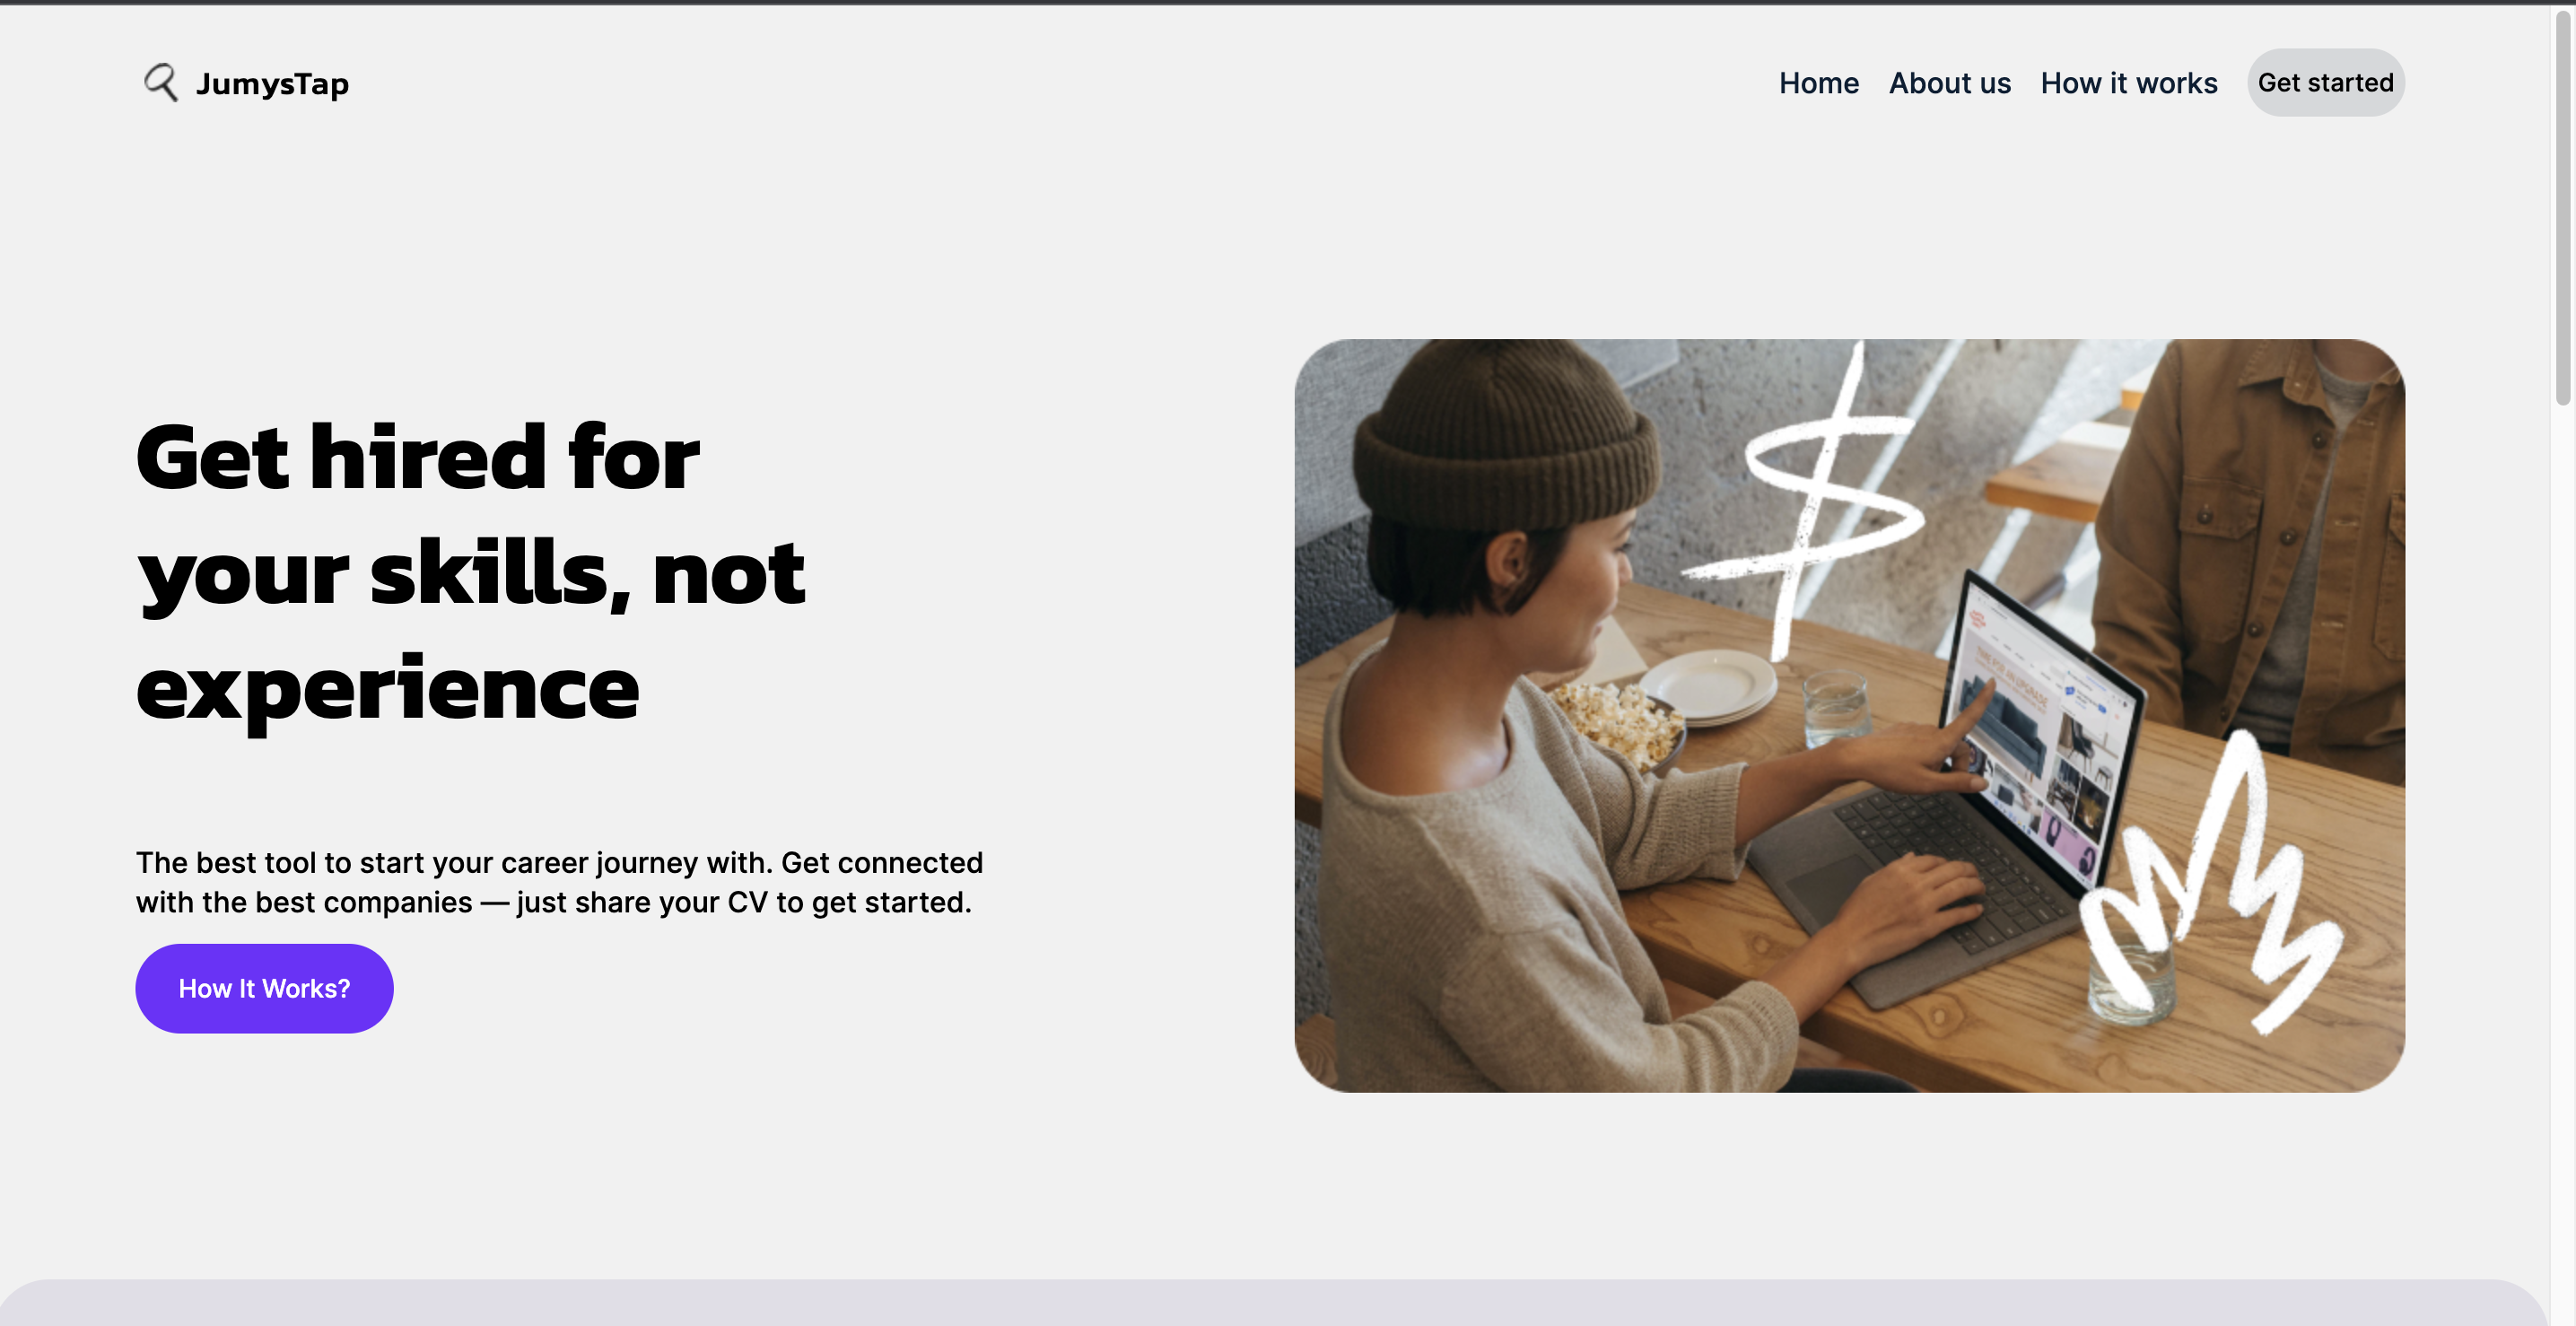 JumysTap
Home
About us
How it works
Get started
Get hired for
your skills, not
experience
The best tool to start your career journey with. Get connected
with the best companies — just share your CV to get started.
How It Works?
$